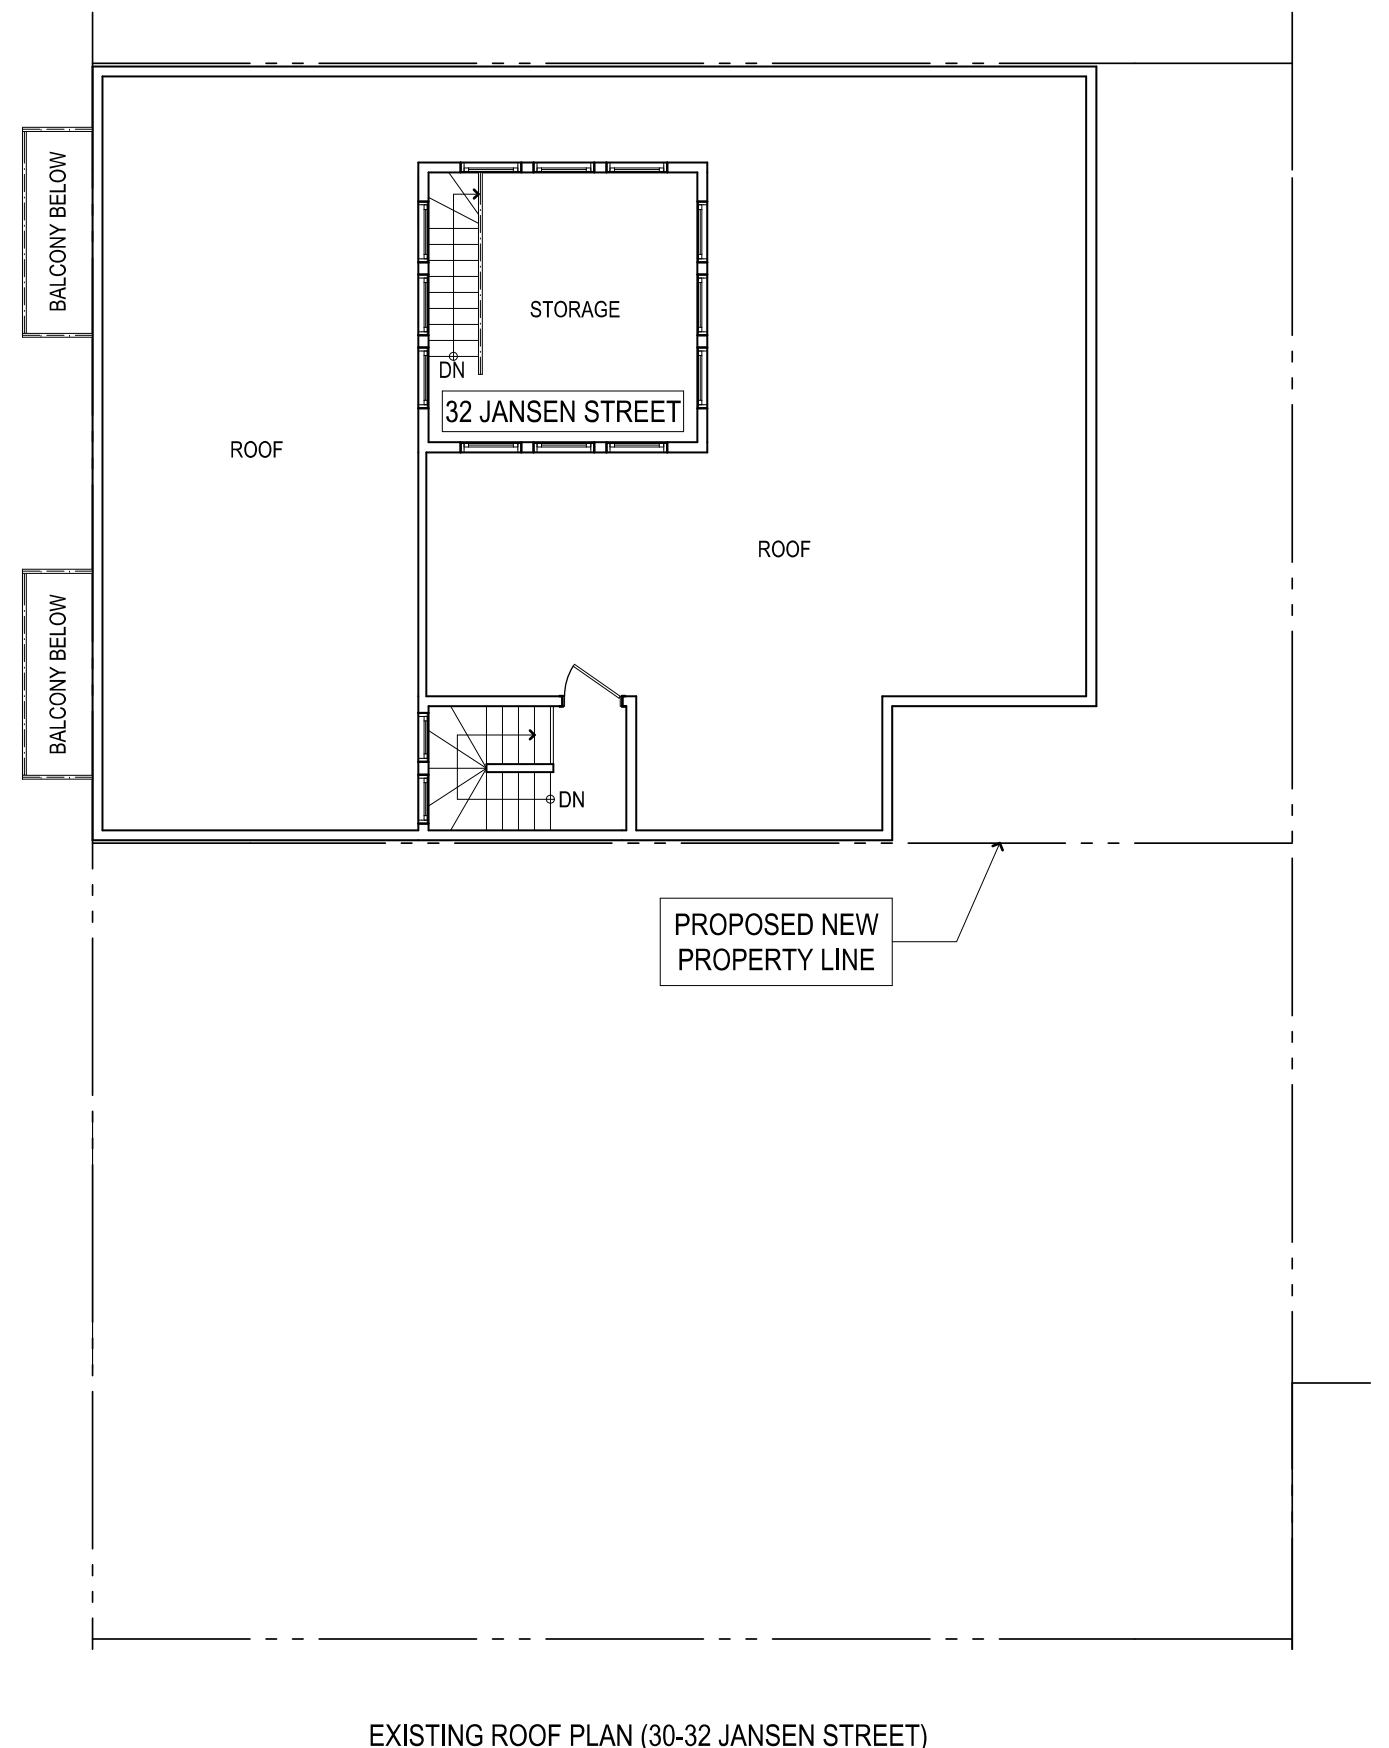 BALCONY BELOW
STORAGE
DN
32 JANSEN STREET
ROOF
ROOF
BALCONY BELOW
DN
PROPOSED NEW
PROPERTY LINE
EXISTING ROOF PLAN (30-32 JANSEN STREET)